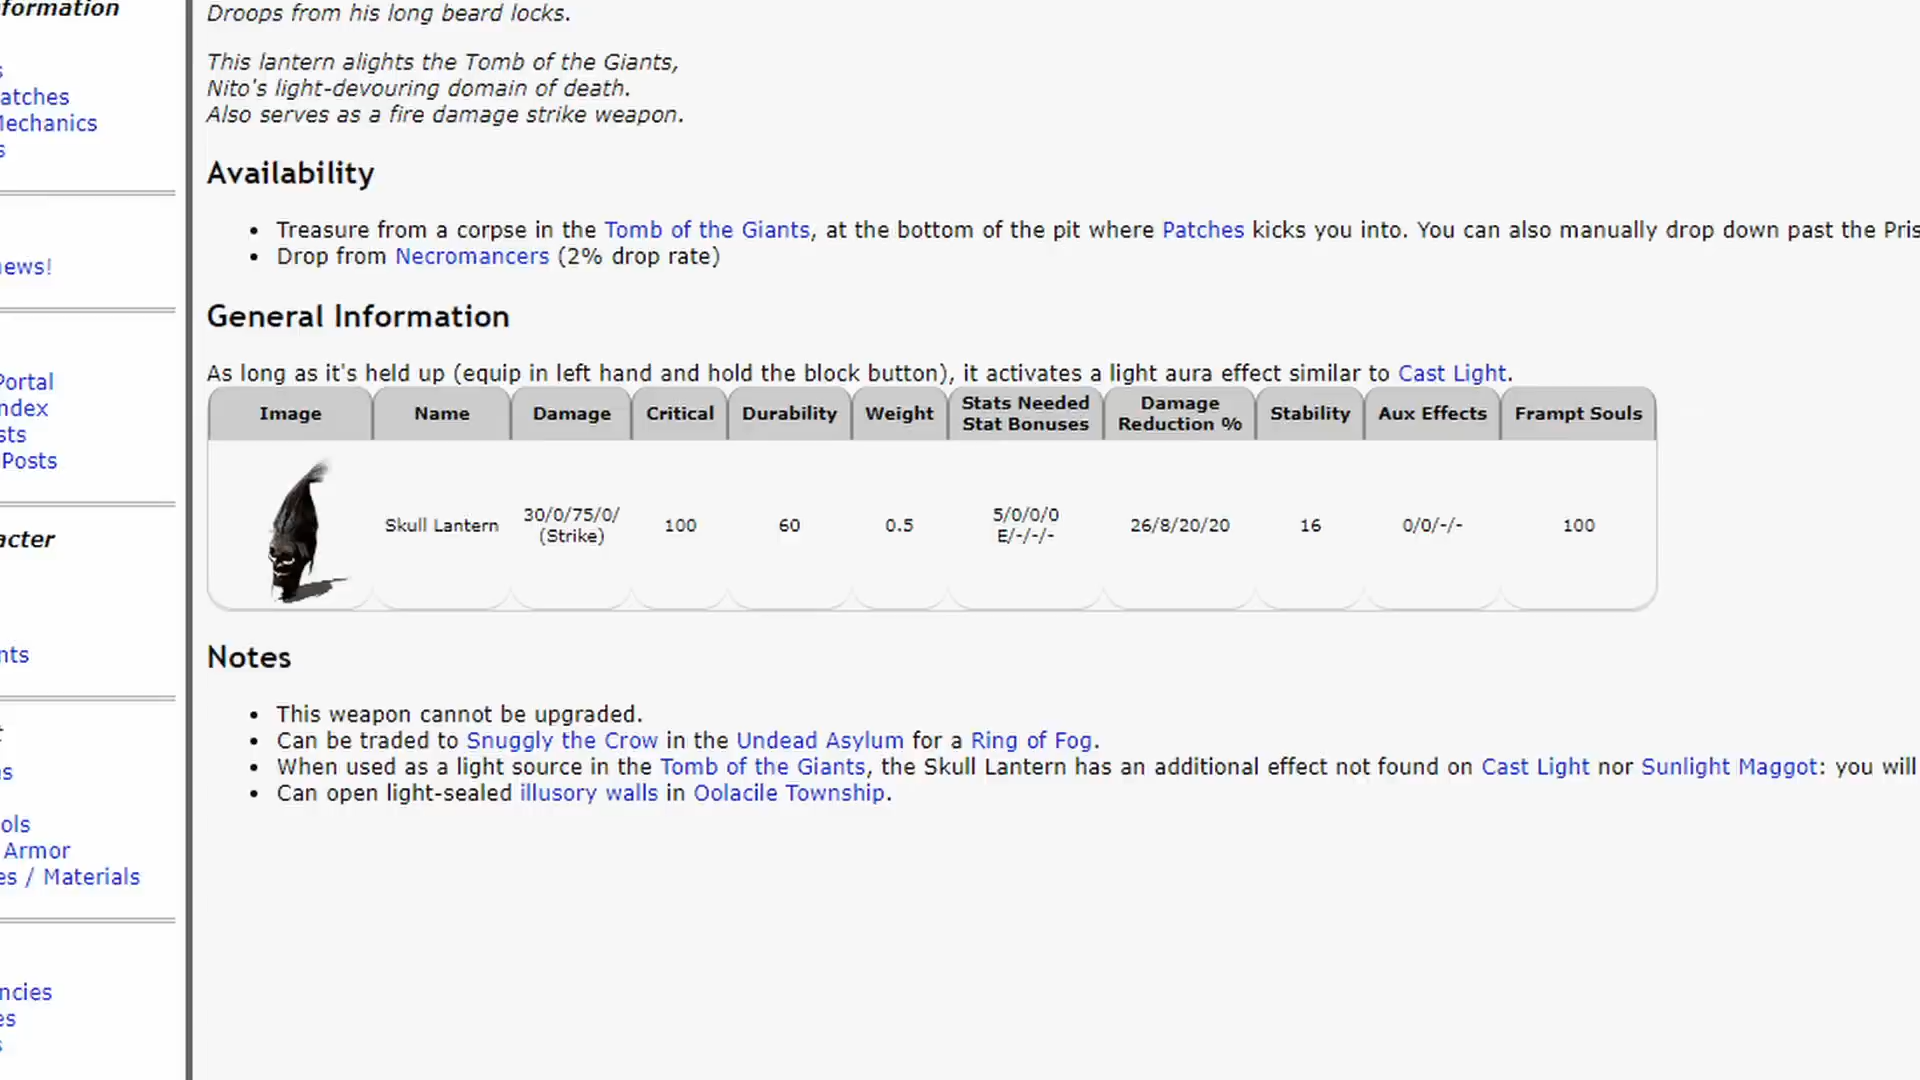 formation
s
atches
Mechanics
s
news!
Portal
ndex
sts
Posts
acter
nts
s
ols
Armor
es / Materials
ncies
es
s
Droops from his long beard locks.
This lantern alights the Tomb of the Giants,
Nito's light-devouring domain of death.
Also serves as a fire damage strike weapon.
Availability
• Treasure from a corpse in the Tomb of the Giants, at the bottom of the pit where Patches kicks you into. You can also manually drop down past the Pris
• Drop from Necromancers (2% drop rate)
General Information
As long as it's held up (equip in left hand and hold the block button), it activates a light aura effect similar to Cast Light.
Image Name Damage Critical Durability Weight Stats Needed Stat Bonuses Damage Reduction % Stability Aux Effects Frampt Souls
Skull Lantern 30/0/75/0/ (Strike) 100 60 0.5 5/0/0/0 E/-/-/- 26/8/20/20 16 0/0/-/- 100
Notes
• This weapon cannot be upgraded.
• Can be traded to Snuggly the Crow in the Undead Asylum for a Ring of Fog.
• When used as a light source in the Tomb of the Giants, the Skull Lantern has an additional effect not found on Cast Light nor Sunlight Maggot: you will
• Can open light-sealed illusory walls in Oolacile Township.